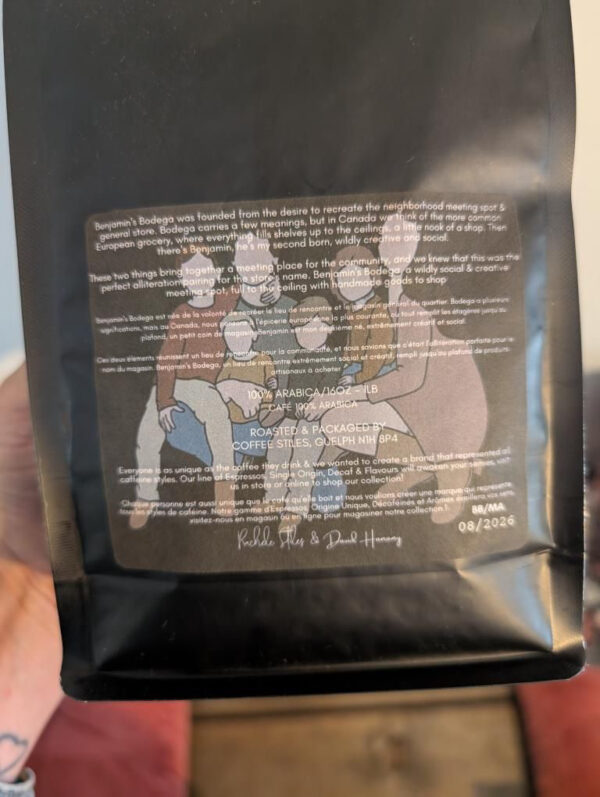 Benjamin's Bodega was founded from the desire to recreate the neighborhood meeting spot &
general store. Bodega carries a few meanings, but in Canada we think of the more common
European grocery, where everything fills shelves up to the ceilings, a little nook of a shop. Then
there's Benjamin, he's my second born, wildly creative and social.
These two things bring together a meeting place for the community, and we knew that this was the
perfect alliteration pairing for the store's name. Benjamin's Bodega, a wildly social & creative
meeting spot, full to the ceiling with handmade goods to shop
Benjamin's Bodega est née de la volonté de recréer le lieu de rencontre et le magasin général du quartier. Bodega a plusieurs
significations, mais au Canada, nous pensons à l'épicerie européenne la plus courante, où tout remplit les étagères jusqu'au
plafond, un petit coin de magasin. Benjamin est mon deuxième né, extrêmement créatif et social.
Ces deux éléments réunissent un lieu de rencontre pour la communauté, et nous savions que c'était l'allitération parfaite pour le
nom du magasin. Benjamin's Bodega, un lieu de rencontre extrêmement social et créatif, rempli jusqu'au plafond de produits
artisanaux à acheter
100% ARABICA/16OZ - 1LB
CAFÉ 100% ARABICA
ROASTED & PACKAGED BY
COFFEE STILES, GUELPH N1H 8P4
Everyone is as unique as the coffee they drink & we wanted to create a brand that represented all
caffeine styles. Our line of Espressos, Single Origin, Decaf & Flavours will awaken your senses, visit
us in store or online to shop our collection!
Chaque personne est aussi unique que le café qu'elle boit et nous voulions créer une marque qui représente
tous les styles de caféine. Notre gamme d'Espressos, Origine Unique, Décaféinés et Arômes éveillera vos sens,
visitez-nous en magasin ou en ligne pour magasiner notre collection!
BB/MA
08/2026
Stiles & David